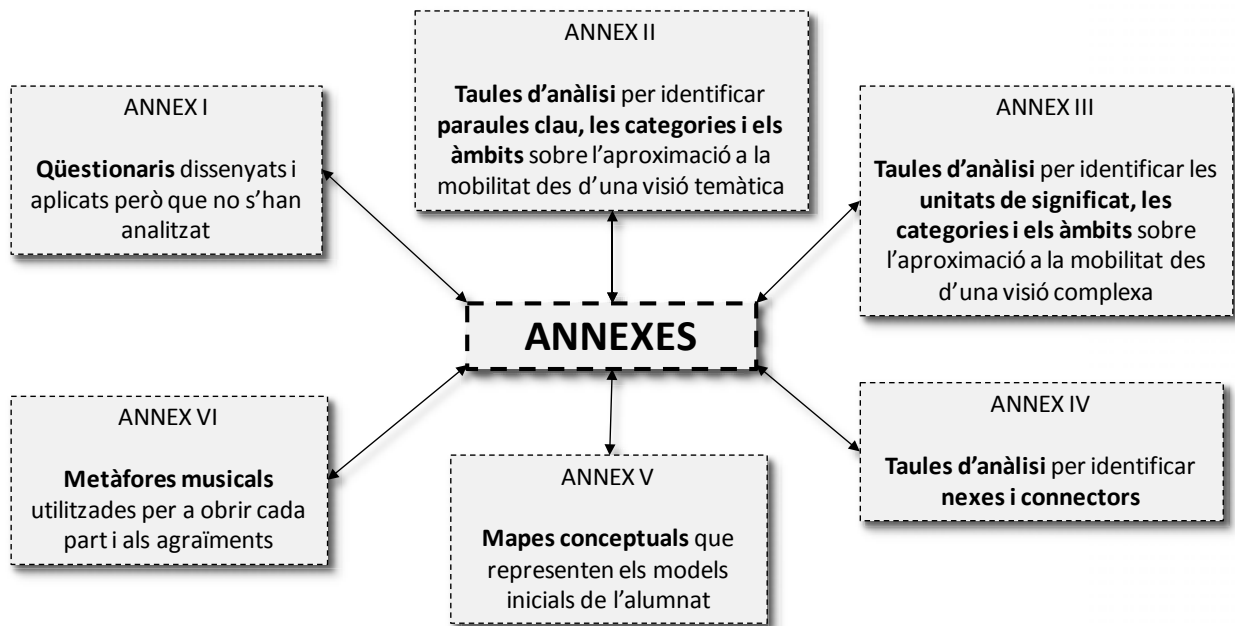 ANNEX I
Qüestionaris dissenyats i
aplicats però que no s'han
analitzat
ANNEX II
Taules d'anàlisi per identificar
paraules clau, les categories i els
àmbits sobre l'aproximació a la
mobilitat des d'una visió temàtica
ANNEX III
Taules d'anàlisi per identificar les
unitats de significat, les
categories i els àmbits sobre
l'aproximació a la mobilitat des
d'una visió complexa
ANNEXES
ANNEX VI
Metàfores musicals
utilitzades per a obrir cada
part i als agraïments
ANNEX V
Mapes conceptuals que
representen els models
inicials de l'alumnat
ANNEX IV
Taules d'anàlisi per identificar
nexes i connectors